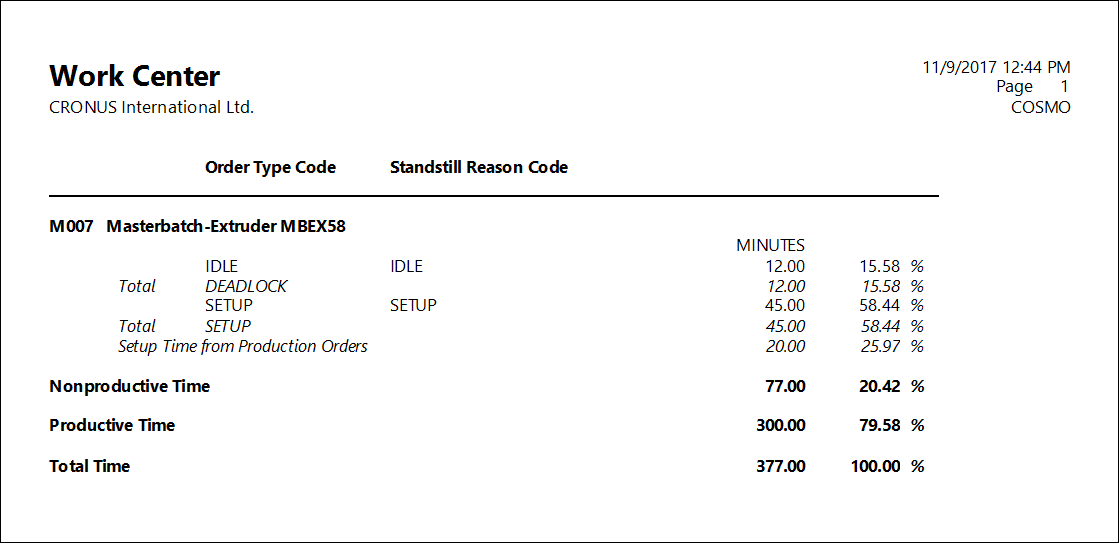 Work Center
11/9/2017 12:44 PM
Page 1
CRONUS International Ltd.
COSMO
Order Type Code Standstill Reason Code
M007 Masterbatch-Extruder MBEX58
MINUTES
IDLE IDLE 12.00 15.58 %
Total DEADLOCK 12.00 15.58 %
SETUP SETUP 45.00 58.44 %
Total SETUP 45.00 58.44 %
Setup Time from Production Orders 20.00 25.97 %
Nonproductive Time 77.00 20.42 %
Productive Time 300.00 79.58 %
Total Time 377.00 100.00 %